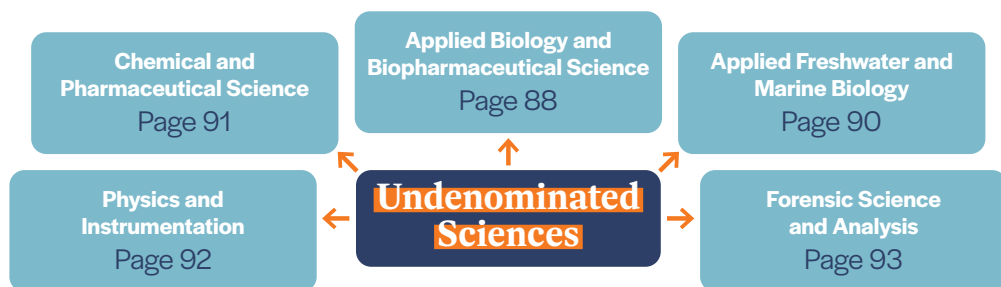 Chemical and
Pharmaceutical Science
Page 91
Applied Biology and
Biopharmaceutical Science
Page 88
Applied Freshwater and
Marine Biology
Page 90
Physics and
Instrumentation
Page 92
Undenominated
Sciences
Forensic Science
and Analysis
Page 93